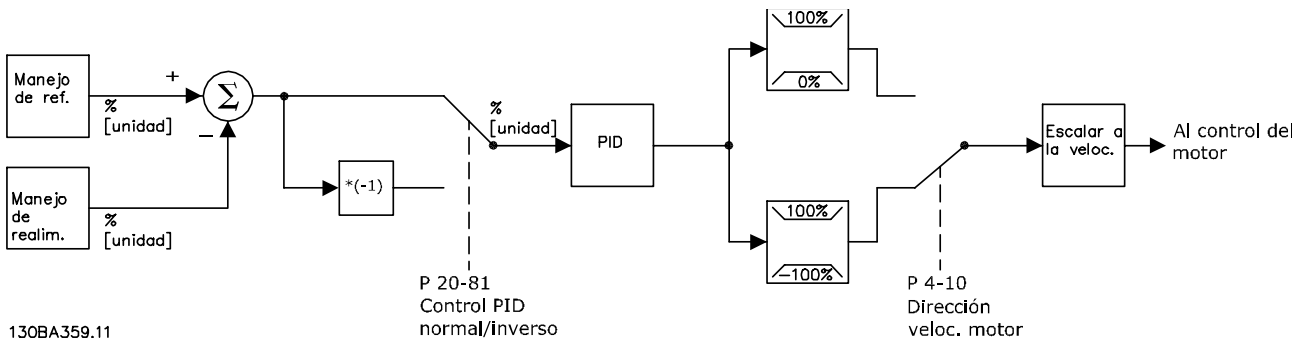 Manejo
de ref.
%
[unidad]
+
Σ
−
Manejo
de
realim.
%
[unidad]
*(-1)
P 20-81
Control PID
normal/inverso
%
[unidad]
PID
100%
0%
100%
-100%
P 4-10
Dirección
veloc. motor
Escalar a
la veloc.
Al control del
motor
130BA359.11